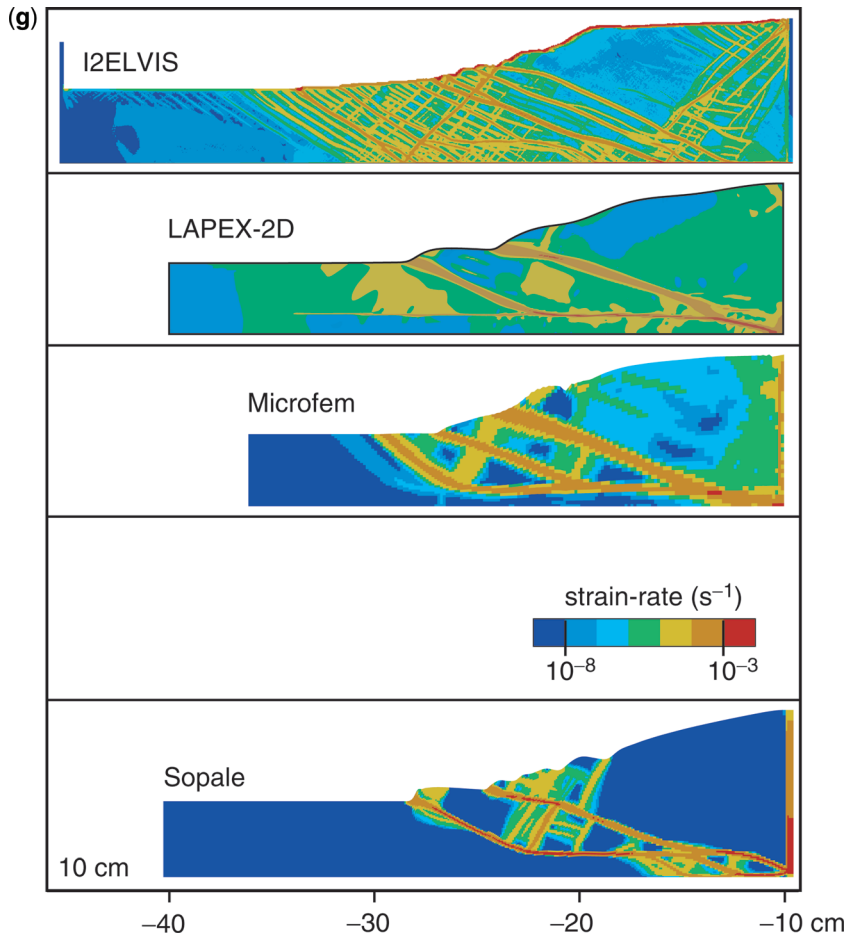 (g)
I2ELVIS
LAPEX-2D
Microfem
strain-rate (s⁻¹)
10⁻⁸ 10⁻³
Sopale
10 cm
−40 −30 −20 −10 cm